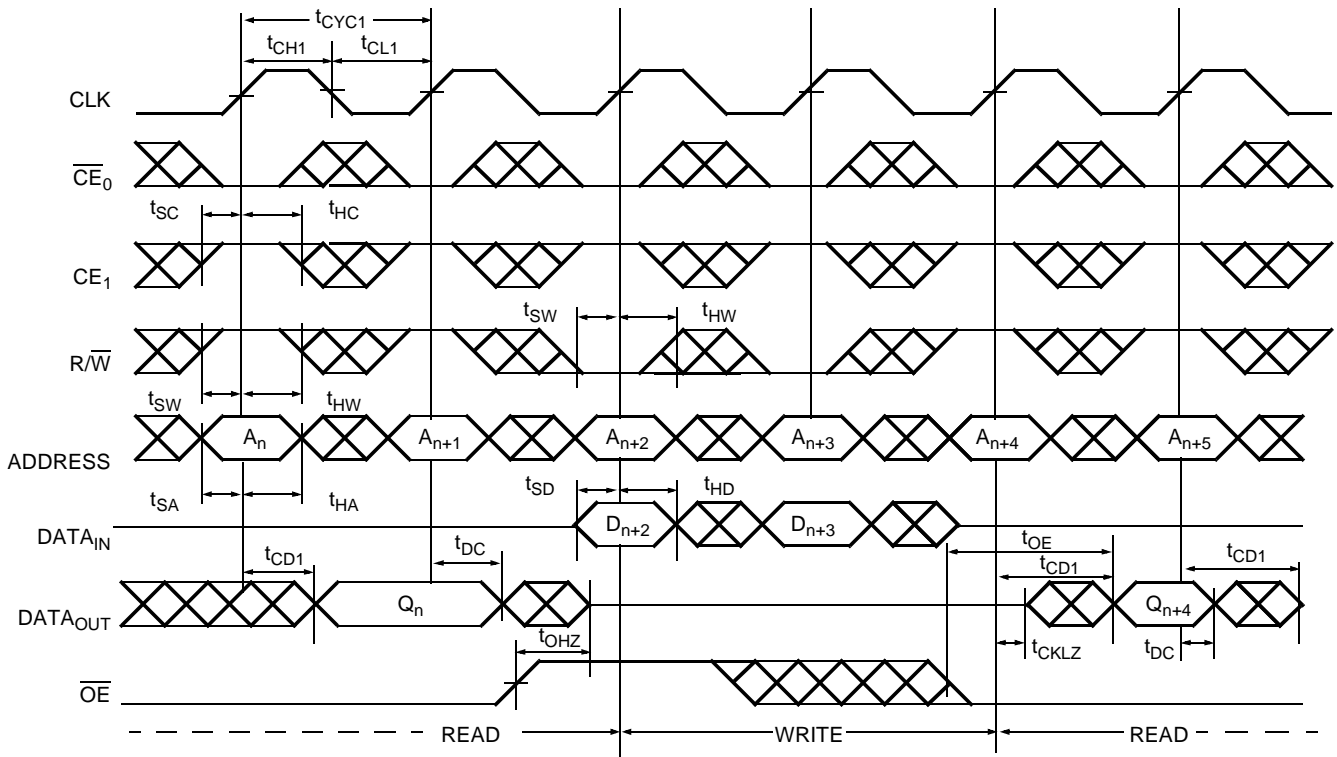 tCYC1
tCH1 tCL1
CLK
CE0
tSC tHC
CE1
tSW tHW
R/W
tSW tHW
An An+1 An+2 An+3 An+4 An+5
ADDRESS
tSA tHA tSD tHD
Dn+2 Dn+3
DATAIN
tOE
tCD1 tDC tCD1 tCD1
Qn Qn+4
DATAOUT
tOHZ tCKLZ tDC
OE
READ WRITE READ